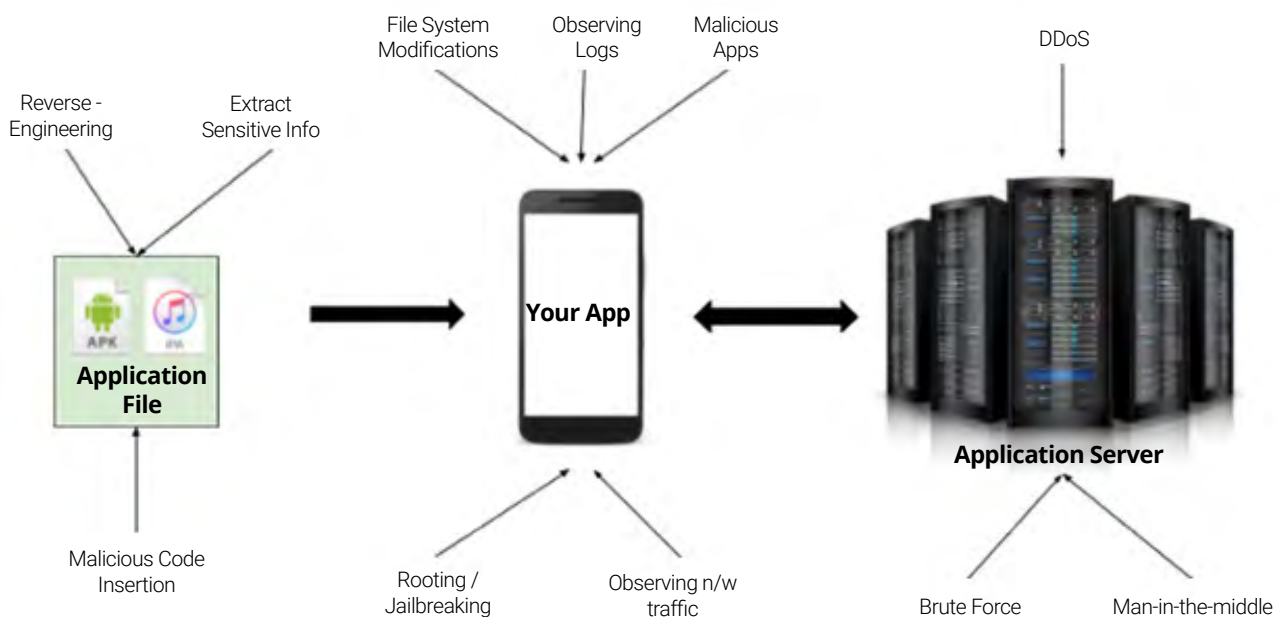 File System
Modifications
Observing
Logs
Malicious
Apps
DDoS
Reverse -
Engineering
Extract
Sensitive Info
APK
IPA
Application
File
Your App
Application Server
Malicious Code
Insertion
Rooting /
Jailbreaking
Observing n/w
traffic
Brute Force
Man-in-the-middle